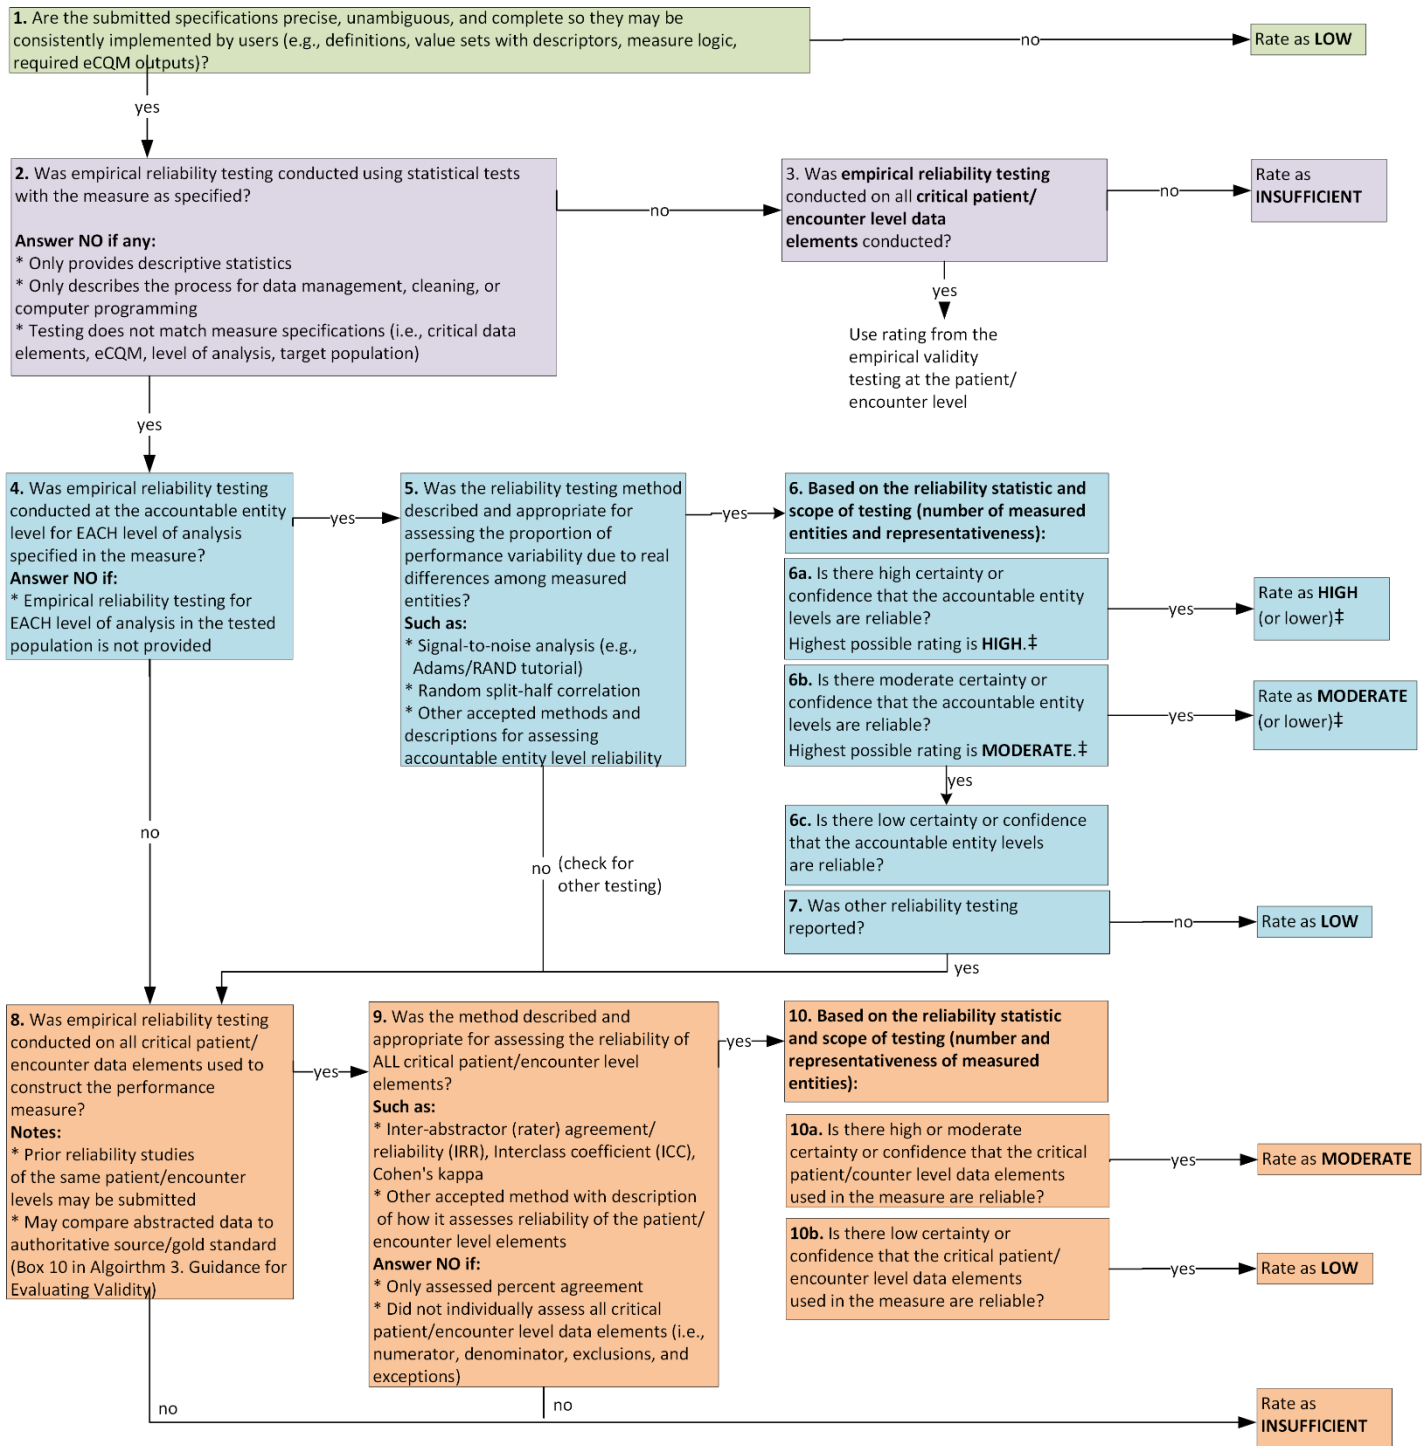 1. Are the submitted specifications precise, unambiguous, and complete so they may be
consistently implemented by users (e.g., definitions, value sets with descriptors, measure logic,
required eCQM outputs)?
no
Rate as LOW
yes
2. Was empirical reliability testing conducted using statistical tests
with the measure as specified?
Answer NO if any:
* Only provides descriptive statistics
* Only describes the process for data management, cleaning, or
computer programming
* Testing does not match measure specifications (i.e., critical data
elements, eCQM, level of analysis, target population)
no
3. Was empirical reliability testing
conducted on all critical patient/
encounter level data
elements conducted?
no
Rate as
INSUFFICIENT
yes
Use rating from the
empirical validity
testing at the patient/
encounter level
yes
4. Was empirical reliability testing
conducted at the accountable entity
level for EACH level of analysis
specified in the measure?
Answer NO if:
* Empirical reliability testing for
EACH level of analysis in the tested
population is not provided
yes
5. Was the reliability testing method
described and appropriate for
assessing the proportion of
performance variability due to real
differences among measured
entities?
Such as:
* Signal-to-noise analysis (e.g.,
Adams/RAND tutorial)
* Random split-half correlation
* Other accepted methods and
descriptions for assessing
accountable entity level reliability
yes
6. Based on the reliability statistic and
scope of testing (number of measured
entities and representativeness):
6a. Is there high certainty or
confidence that the accountable entity
levels are reliable?
Highest possible rating is HIGH.‡
yes
Rate as HIGH
(or lower)‡
6b. Is there moderate certainty or
confidence that the accountable entity
levels are reliable?
Highest possible rating is MODERATE.‡
yes
Rate as MODERATE
(or lower)‡
yes
6c. Is there low certainty or confidence
that the accountable entity levels
are reliable?
7. Was other reliability testing
reported?
no
Rate as LOW
yes
no
no
(check for
other testing)
8. Was empirical reliability testing
conducted on all critical patient/
encounter data elements used to
construct the performance
measure?
Notes:
* Prior reliability studies
of the same patient/encounter
levels may be submitted
* May compare abstracted data to
authoritative source/gold standard
(Box 10 in Algoirthm 3. Guidance for
Evaluating Validity)
yes
9. Was the method described and
appropriate for assessing the reliability of
ALL critical patient/encounter level
elements?
Such as:
* Inter-abstractor (rater) agreement/
reliability (IRR), Interclass coefficient (ICC),
Cohen's kappa
* Other accepted method with description
of how it assesses reliability of the patient/
encounter level elements
Answer NO if:
* Only assessed percent agreement
* Did not individually assess all critical
patient/encounter level data elements (i.e.,
numerator, denominator, exclusions, and
exceptions)
yes
10. Based on the reliability statistic
and scope of testing (number and
representativeness of measured
entities):
10a. Is there high or moderate
certainty or confidence that the critical
patient/counter level data elements
used in the measure are reliable?
yes
Rate as MODERATE
10b. Is there low certainty or
confidence that the critical patient/
encounter level data elements
used in the measure are reliable?
yes
Rate as LOW
no
no
Rate as
INSUFFICIENT